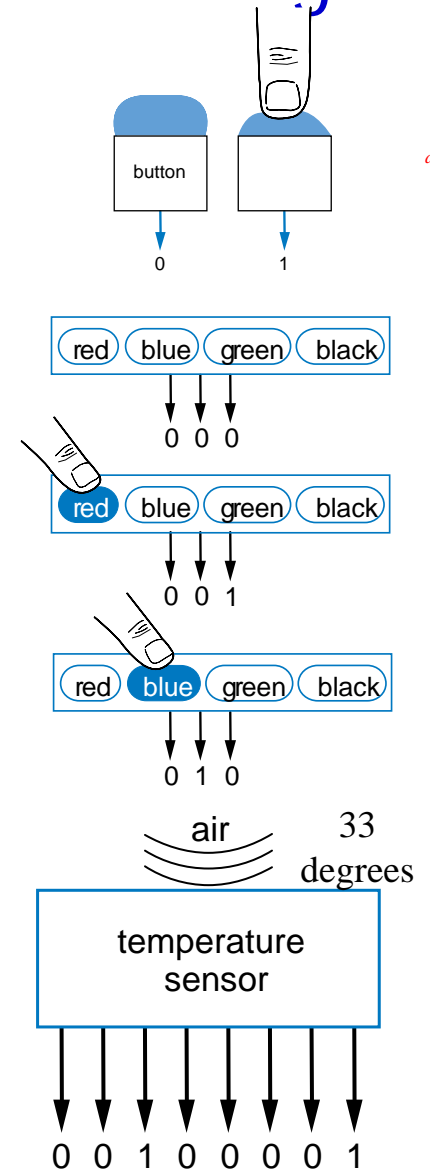 button
0 1
red blue green black
0 0 0
red blue green black
0 0 1
red blue green black
0 1 0
air
33
degrees
temperature
sensor
0 0 1 0 0 0 0 1